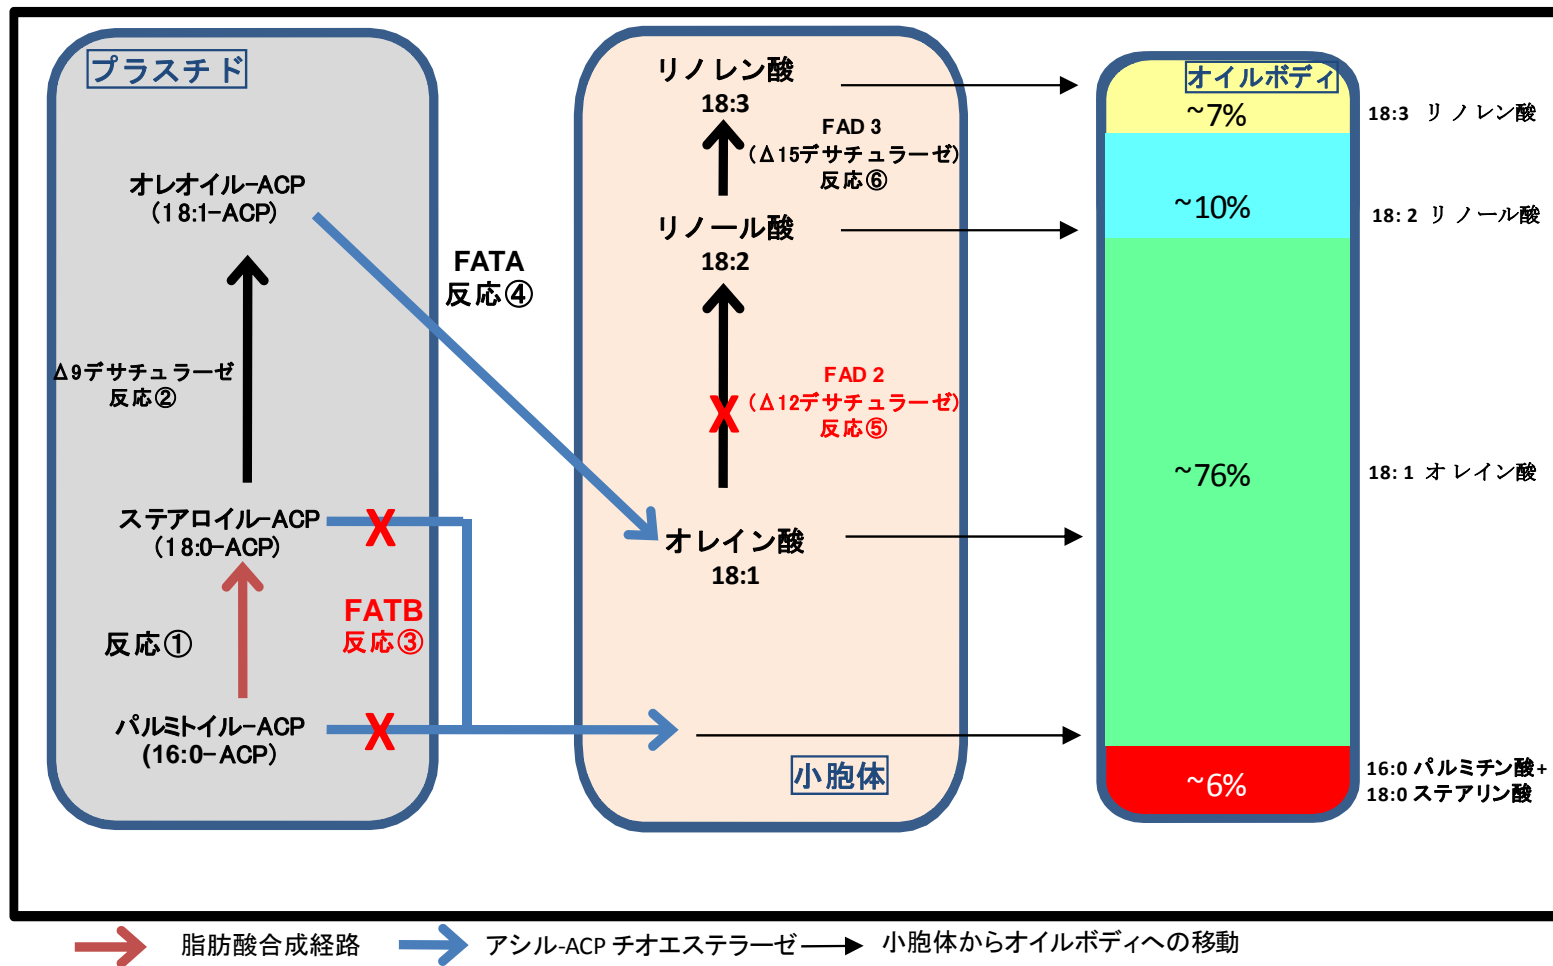 プラスチド
オレオイル-ACP
(18:1-ACP)
Δ9デサチュラーゼ
反応②
ステアロイル-ACP
(18:0-ACP)
反応①
FATB
反応③
パルミトイル-ACP
(16:0-ACP)
FATA
反応④
リノレン酸
18:3
FAD 3
(Δ15デサチュラーゼ)
反応⑥
リノール酸
18:2
FAD 2
(Δ12デサチュラーゼ)
反応⑤
X
X
X
オレイン酸
18:1
小胞体
オイルボディ
~7%
18:3 リノレン酸
~10%
18:2 リノール酸
~76%
18:1 オレイン酸
~6%
16:0 パルミチン酸+
18:0 ステアリン酸
脂肪酸合成経路
アシル-ACP チオエステラーゼ
小胞体からオイルボディへの移動